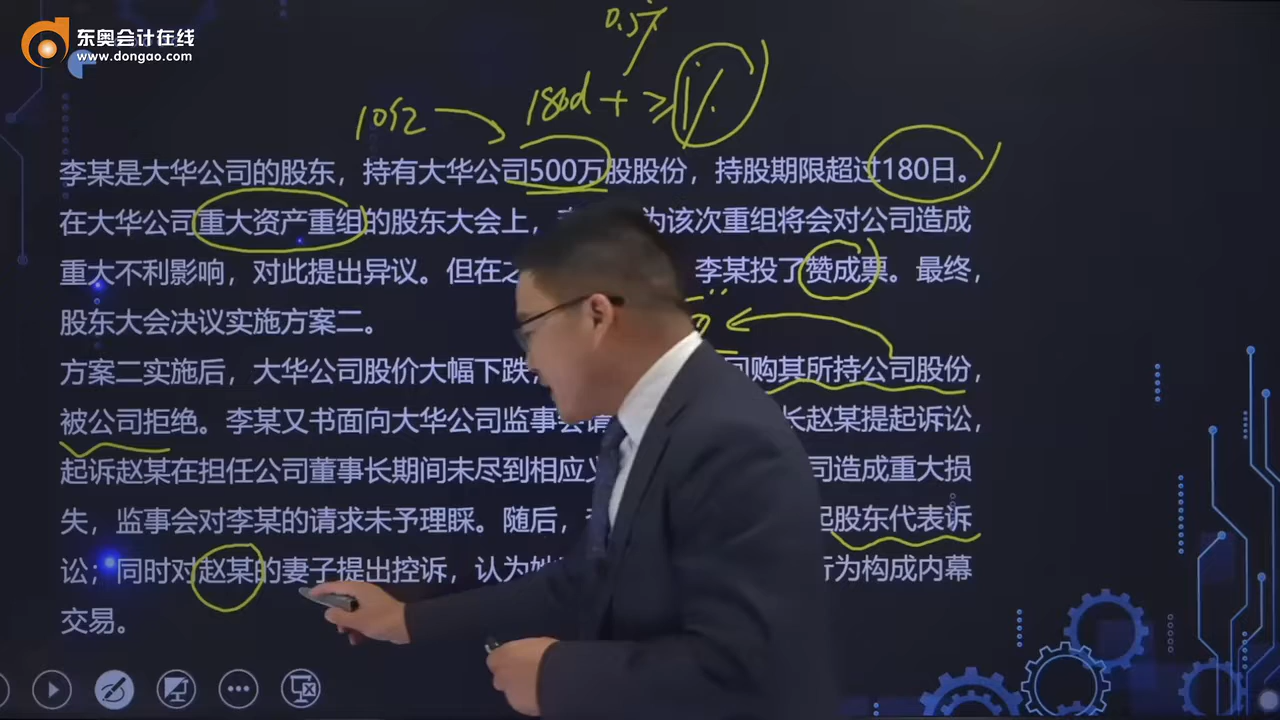 东奥会计在线
www.dongao.com
0.5%
10亿
180d + ≥ 1%
李某是大华公司的股东，持有大华公司500万股股份，持股期限超过180日。
在大华公司重大资产重组的股东大会上， 为该次重组将会对公司造成
重大不利影响，对此提出异议。但在之 李某投了赞成票。最终，
股东大会决议实施方案二。
方案二实施后，大华公司股价大幅下跌， 购其所持公司股份，
被公司拒绝。李某又书面向大华公司监事会请 长赵某提起诉讼，
起诉赵某在担任公司董事长期间未尽到相应义 司造成重大损
失，监事会对李某的请求未予理睬。随后， 起股东代表诉
讼；同时对赵某的妻子提出控诉，认为她 行为构成内幕
交易。